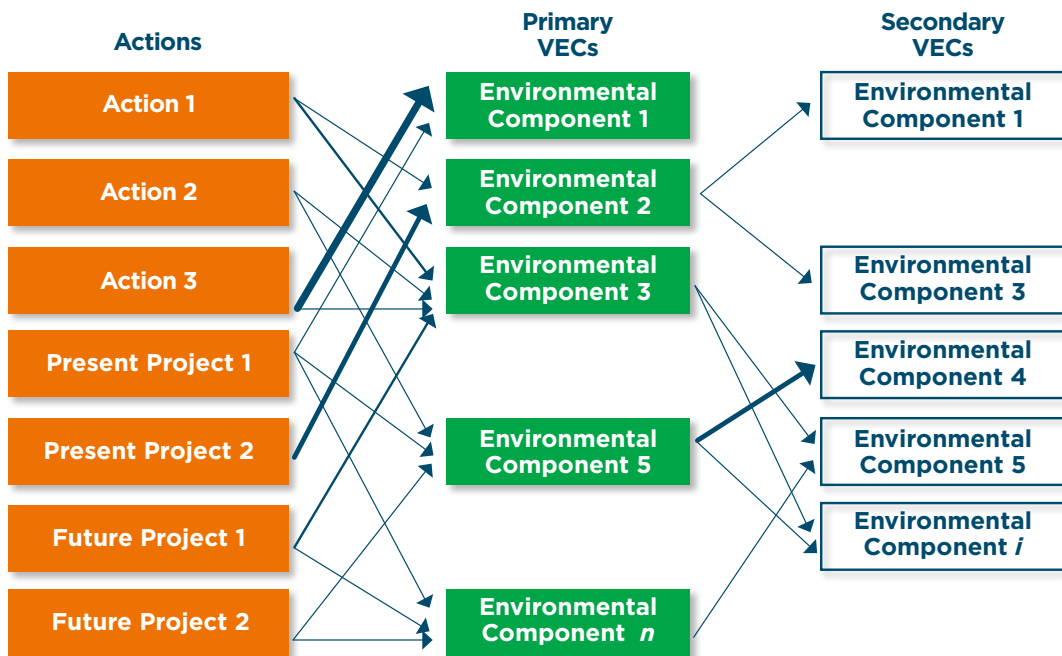 Actions
Primary
VECs
Secondary
VECs
Action 1
Action 2
Action 3
Present Project 1
Present Project 2
Future Project 1
Future Project 2
Environmental
Component 1
Environmental
Component 2
Environmental
Component 3
Environmental
Component 5
Environmental
Component n
Environmental
Component 1
Environmental
Component 3
Environmental
Component 4
Environmental
Component 5
Environmental
Component i